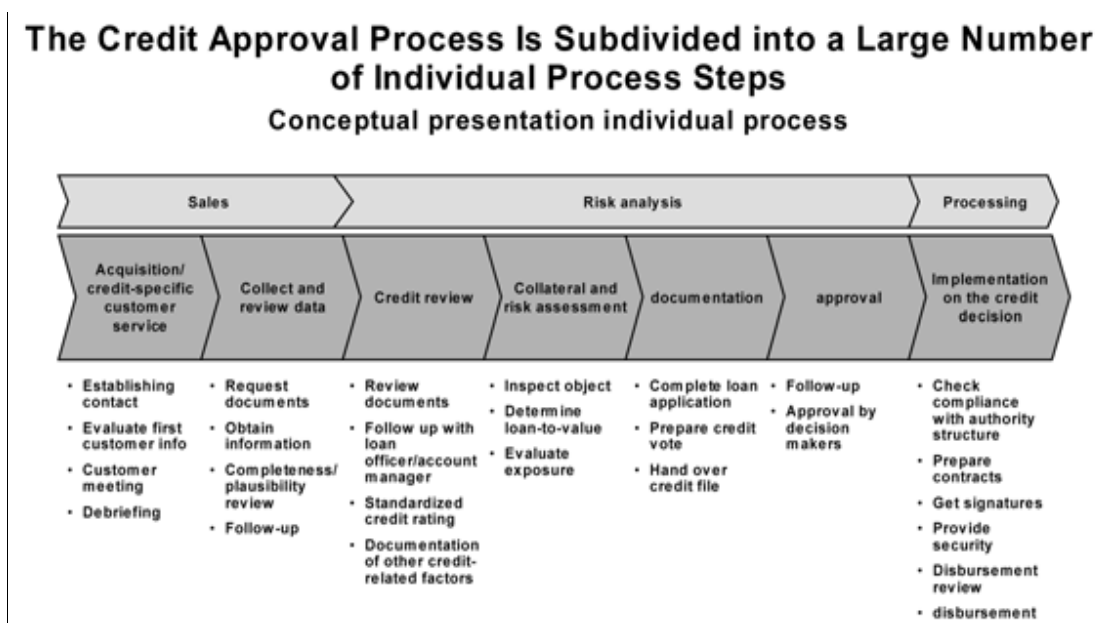 The Credit Approval Process Is Subdivided into a Large Number
of Individual Process Steps
Conceptual presentation individual process
Sales
Risk analysis
Processing
Acquisition/
credit-specific
customer
service
Collect and
review data
Credit review
Collateral and
risk assessment
documentation
approval
Implementation
on the credit
decision
• Establishing
contact
• Evaluate first
customer info
• Customer
meeting
• Debriefing
• Request
documents
• Obtain
information
• Completeness/
plausibility
review
• Follow-up
• Review
documents
• Follow up with
loan
officer/account
manager
• Standardized
credit rating
• Documentation
of other credit-
related factors
• Inspect object
• Determine
loan-to-value
• Evaluate
exposure
• Complete loan
application
• Prepare credit
vote
• Hand over
credit file
• Follow-up
• Approval by
decision
makers
• Check
compliance
with authority
structure
• Prepare
contracts
• Get signatures
• Provide
security
• Disbursement
review
• disbursement